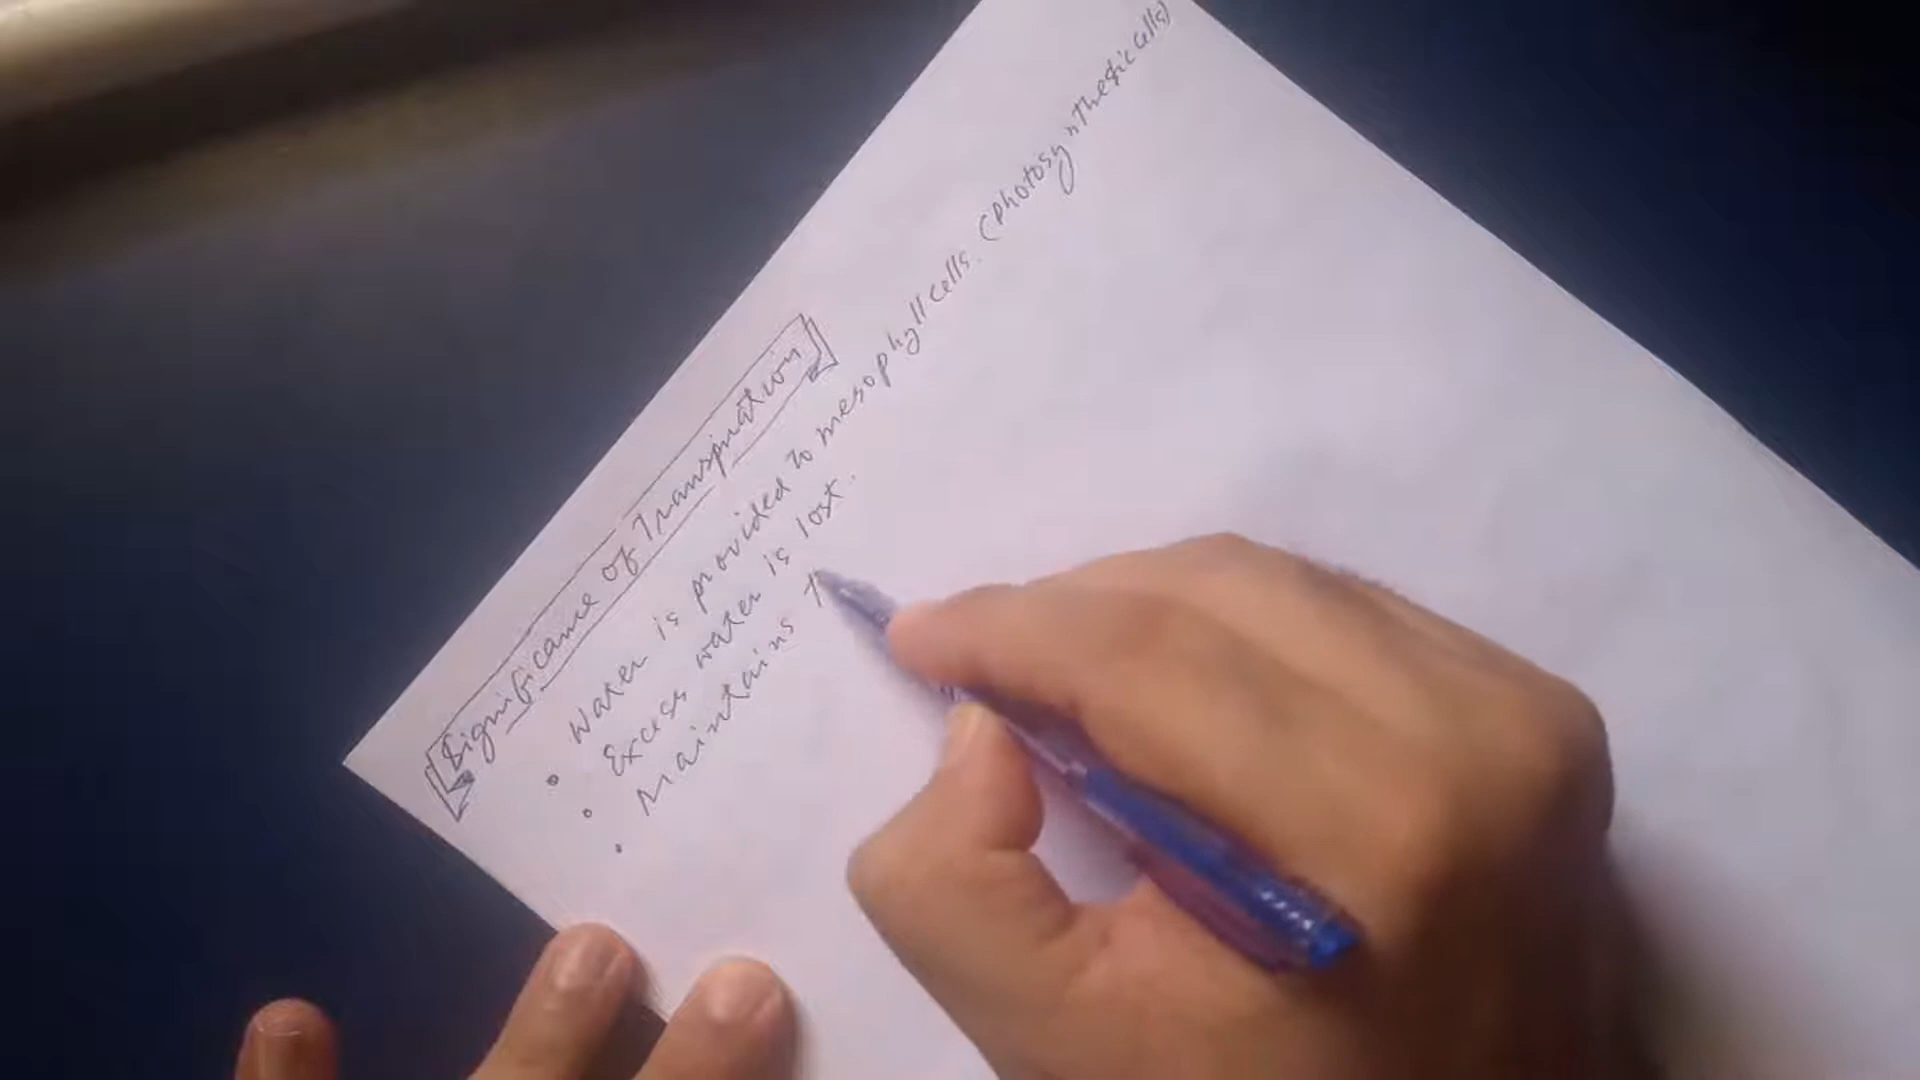 Significance of Transpiration
• Water is provided to mesophyll cells. (Photosynthetic cells)
• Excess water is lost.
• Maintains t